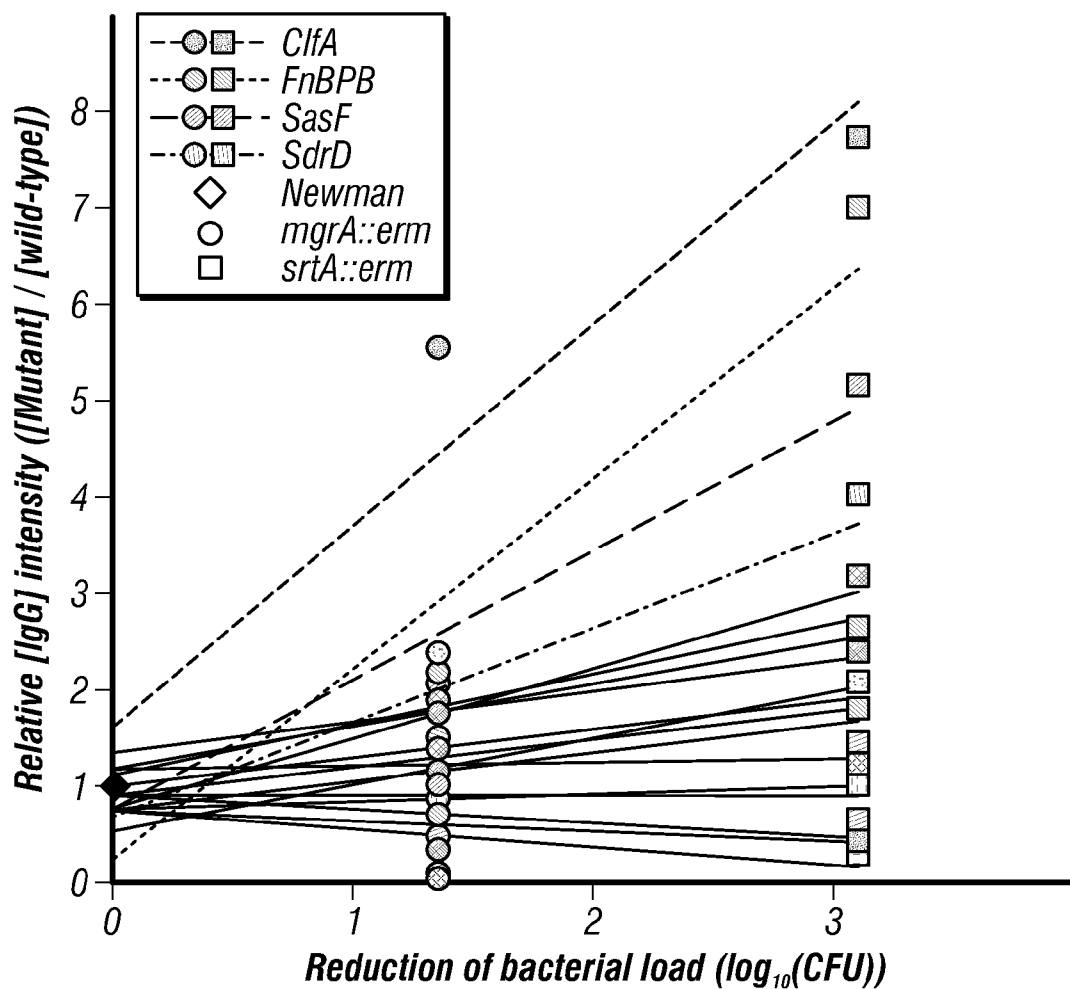 ClfA
FnBPB
SasF
SdrD
Newman
mgrA::erm
srtA::erm
Relative [IgG] intensity ([Mutant] / [wild-type])
8
7
6
5
4
3
2
1
0
0 1 2 3
Reduction of bacterial load (log₁₀(CFU))